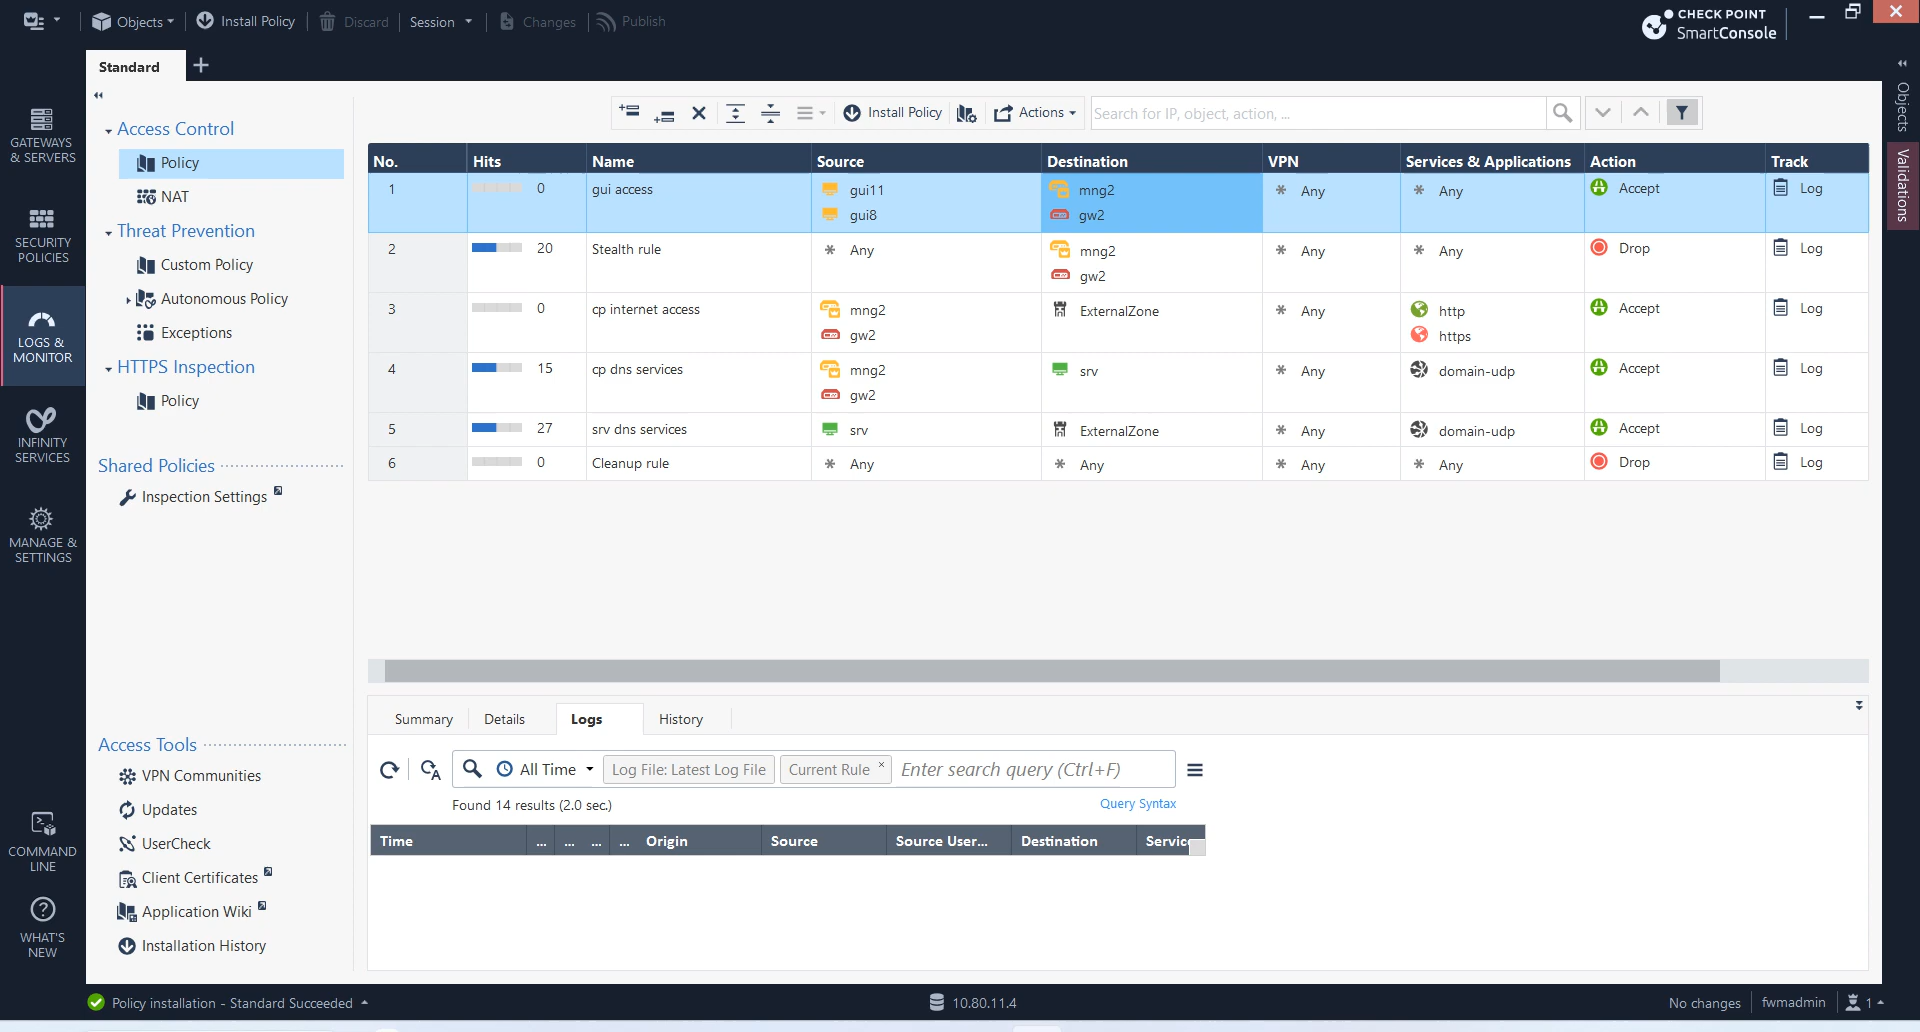 Objects
Install Policy
Discard
Session
Changes
Publish
CHECK POINT
SmartConsole
Standard
GATEWAYS
& SERVERS
SECURITY
POLICIES
LOGS &
MONITOR
INFINITY
SERVICES
MANAGE &
SETTINGS
COMMAND
LINE
WHAT'S
NEW
Access Control
Policy
NAT
Threat Prevention
Custom Policy
Autonomous Policy
Exceptions
HTTPS Inspection
Policy
Shared Policies
Inspection Settings
Access Tools
VPN Communities
Updates
UserCheck
Client Certificates
Application Wiki
Installation History
Install Policy
Actions
Search for IP, object, action, ...
No. Hits Name Source Destination VPN Services & Applications Action Track
1 0 gui access gui11 mng2 * Any * Any Accept Log
gui8 gw2
2 20 Stealth rule * Any mng2 * Any * Any Drop Log
gw2
3 0 cp internet access mng2 ExternalZone * Any http Accept Log
gw2 https
4 15 cp dns services mng2 srv * Any domain-udp Accept Log
gw2
5 27 srv dns services srv ExternalZone * Any domain-udp Accept Log
6 0 Cleanup rule * Any * Any * Any * Any Drop Log
Summary
Details
Logs
History
All Time
Log File: Latest Log File
Current Rule ×
Enter search query (Ctrl+F)
Found 14 results (2.0 sec.)
Query Syntax
Time ... ... ... ... Origin Source Source User... Destination Servic
Objects
Validations
Policy installation - Standard Succeeded
10.80.11.4
No changes
fwmadmin
1